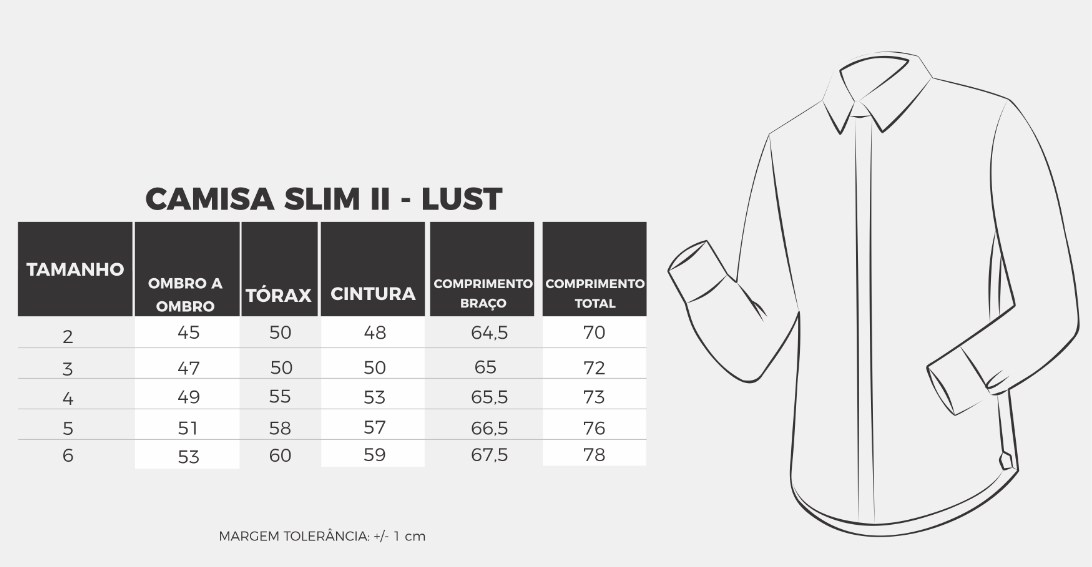 CAMISA SLIM II - LUST
TAMANHO OMBRO A OMBRO TÓRAX CINTURA COMPRIMENTO BRAÇO COMPRIMENTO TOTAL
2 45 50 48 64,5 70
3 47 50 50 65 72
4 49 55 53 65,5 73
5 51 58 57 66,5 76
6 53 60 59 67,5 78
MARGEM TOLERÂNCIA: +/- 1 cm